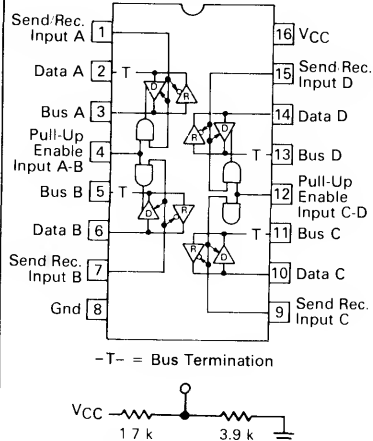 Send/Rec.
Input A
1
16
VCC
Data A
2
T
D
R
15
Send/Rec.
Input D
Bus A
3
14
Data D
Pull-Up
Enable
Input A-B
4
R
D
T
13
Bus D
Bus B
5
T
12
Pull-Up
Enable
Input C-D
D
R
T
11
Bus C
Data B
6
Send Rec.
Input B
7
R
D
10
Data C
Gnd
8
9
Send Rec.
Input C
-T- = Bus Termination
VCC
1 7 k
3.9 k